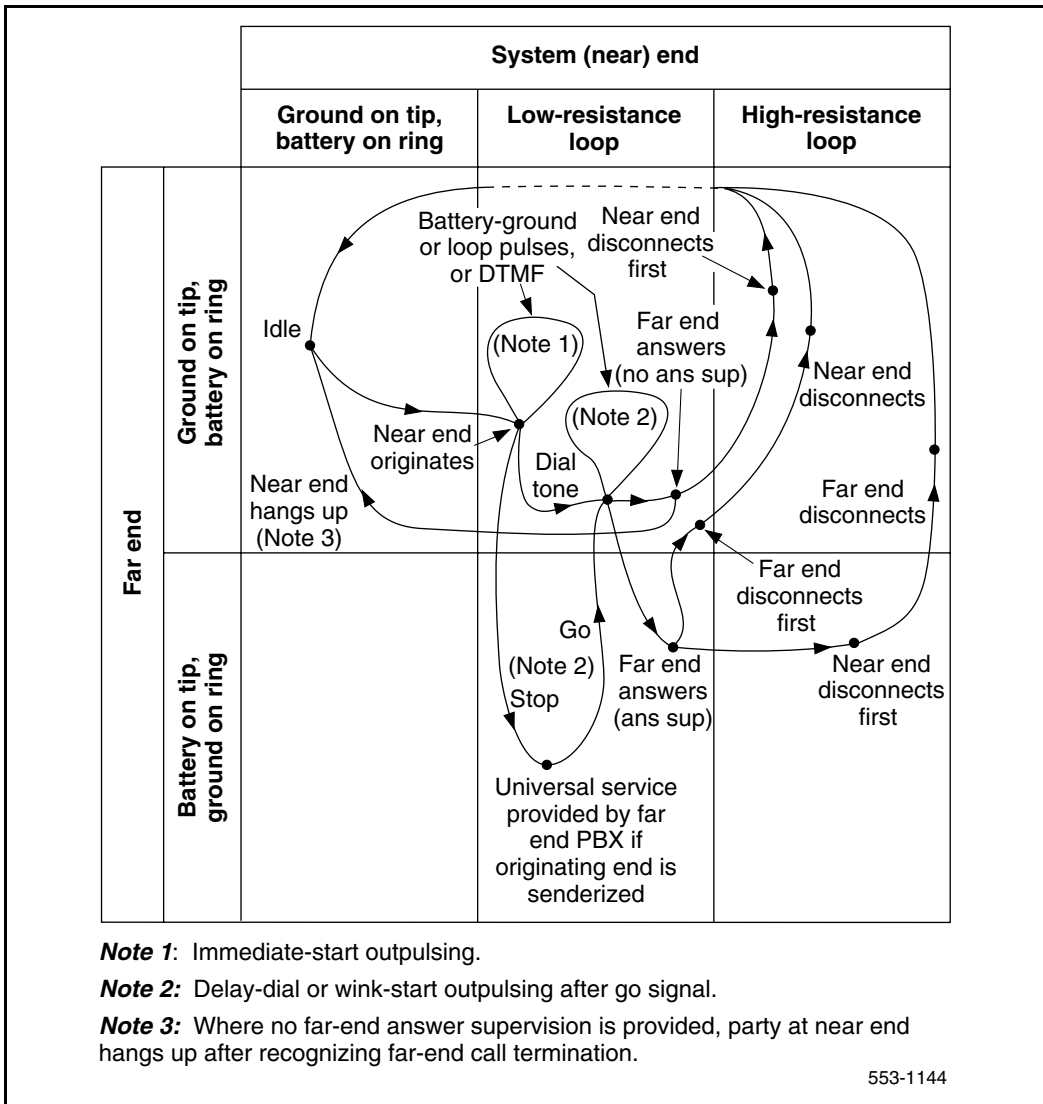 System (near) end
Ground on tip,
battery on ring
Low-resistance
loop
High-resistance
loop
Far end
Ground on tip,
battery on ring
Battery on tip,
ground on ring
Battery-ground
or loop pulses,
or DTMF
Near end
disconnects
first
Idle
(Note 1)
Far end
answers
(no ans sup)
Near end
disconnects
(Note 2)
Near end
originates
Dial
tone
Near end
hangs up
(Note 3)
Far end
disconnects
Far end
disconnects
first
Go
(Note 2)
Stop
Far end
answers
(ans sup)
Near end
disconnects
first
Universal service
provided by far
end PBX if
originating end is
senderized
Note 1: Immediate-start outpulsing.
Note 2: Delay-dial or wink-start outpulsing after go signal.
Note 3: Where no far-end answer supervision is provided, party at near end
hangs up after recognizing far-end call termination.
553-1144